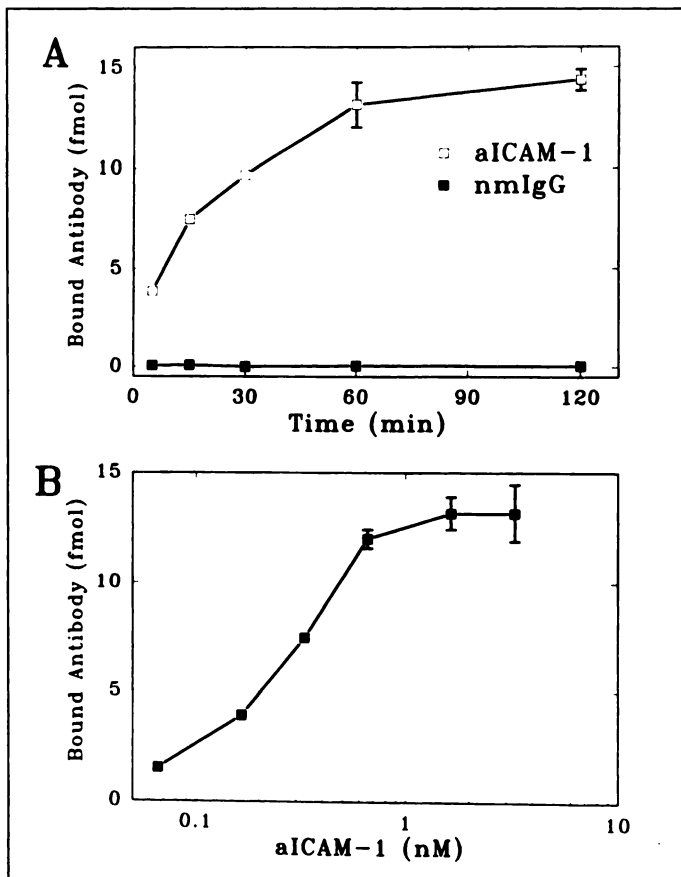 A
Bound Antibody (fmol)
15
10
5
0
aICAM-1
nmIgG
0 30 60 90 120
Time (min)
B
Bound Antibody (fmol)
15
10
5
0
0.1 1 10
aICAM-1 (nM)